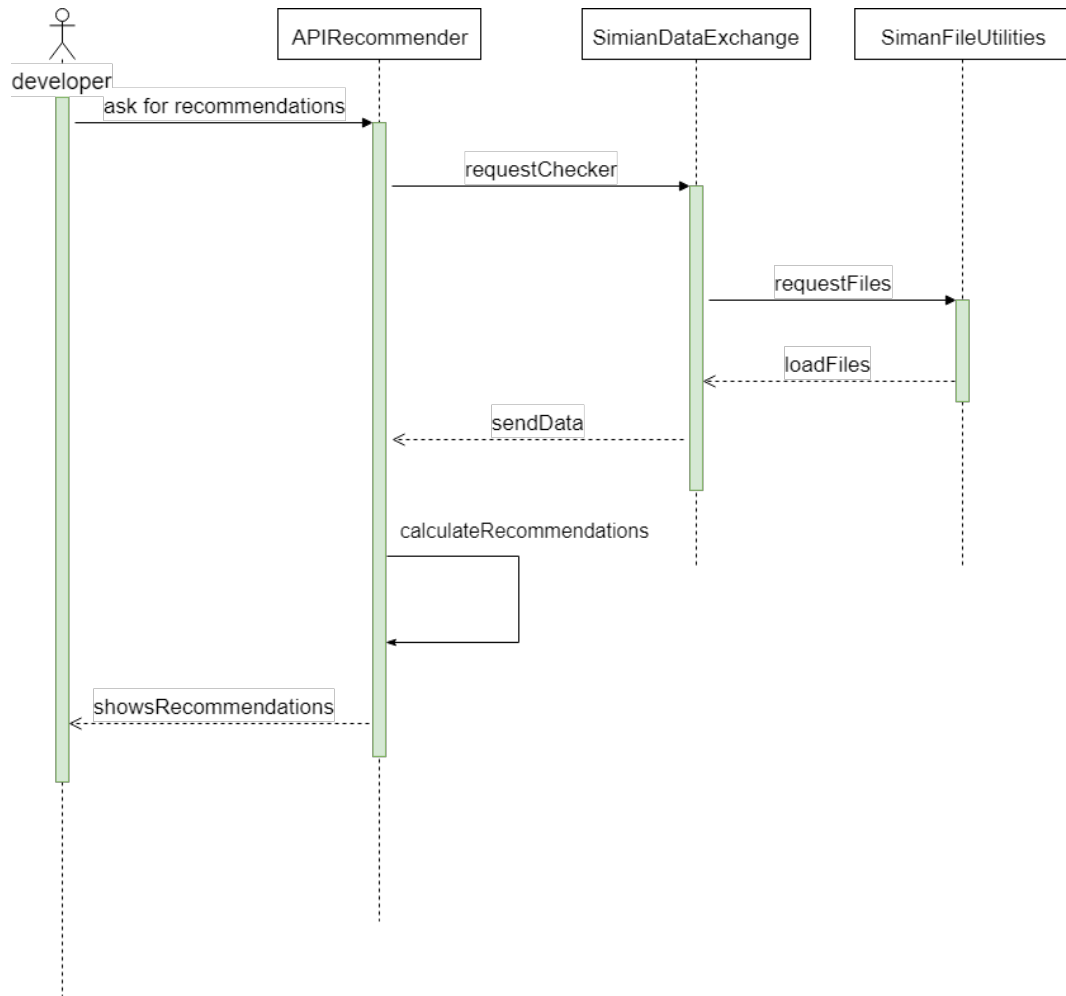 APIRecommender
SimianDataExchange
SimanFileUtilities
developer
ask for recommendations
requestChecker
requestFiles
loadFiles
sendData
calculateRecommendations
showsRecommendations